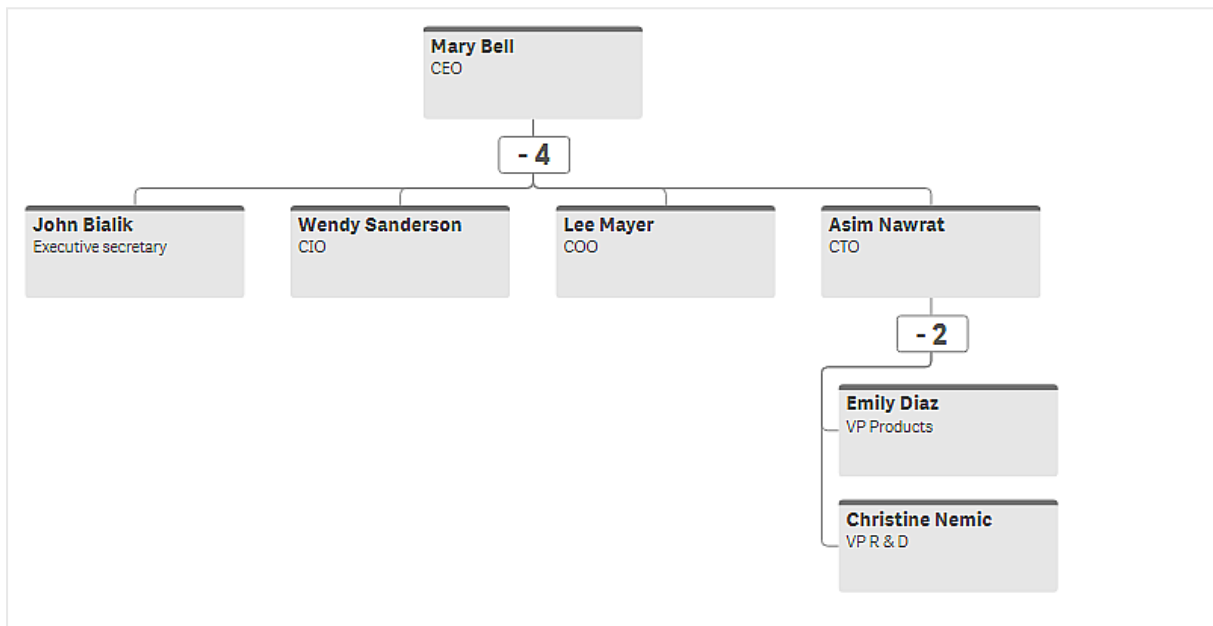 Mary Bell
CEO
- 4
John Bialik
Executive secretary
Wendy Sanderson
CIO
Lee Mayer
COO
Asim Nawrat
CTO
- 2
Emily Diaz
VP Products
Christine Nemic
VP R & D